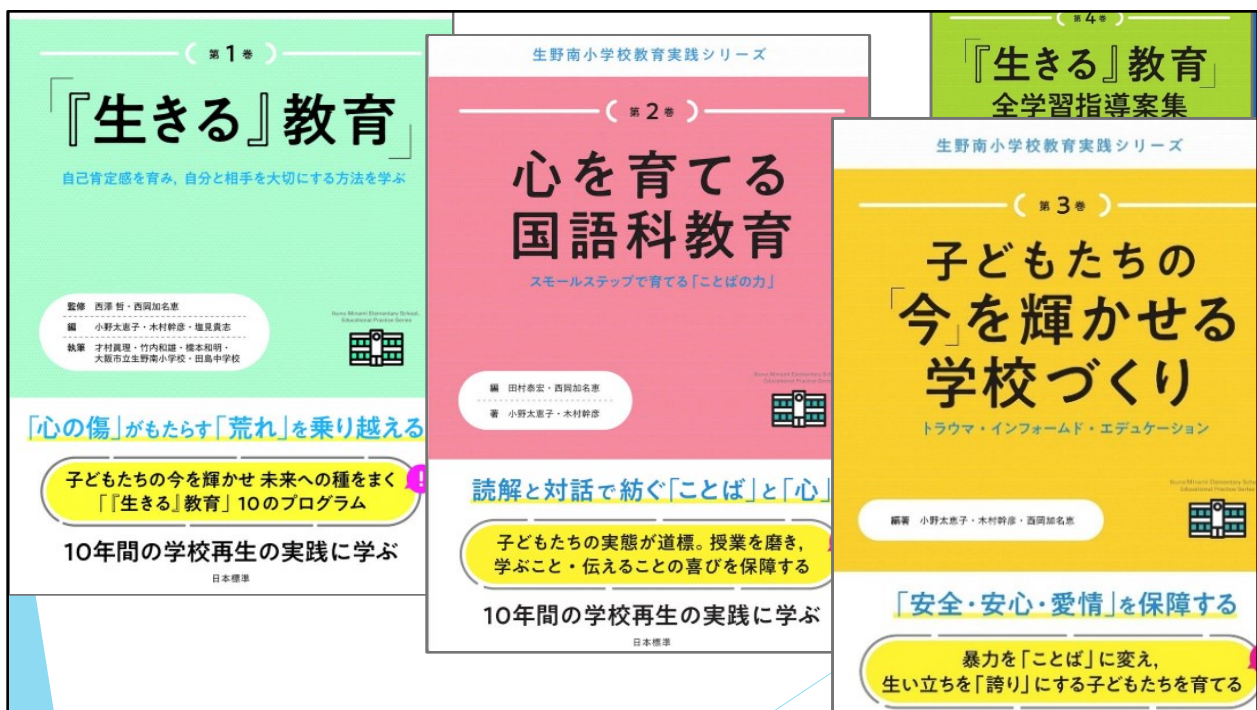 第1巻
「『生きる』教育」
自己肯定感を育み, 自分と相手を大切にする方法を学ぶ
監修 西澤 哲・西岡加名恵
編 小野太恵子・木村幹彦・塩見貴志
執筆 才村眞理・竹内和雄・橋本和明・
大阪市立生野南小学校・田島中学校
Ikuno Minami Elementary School,
Educational Practice Series
「心の傷」がもたらす「荒れ」を乗り越える
子どもたちの今を輝かせ 未来への種をまく
「『生きる』教育」10のプログラム
10年間の学校再生の実践に学ぶ
日本標準
生野南小学校教育実践シリーズ
第2巻
心を育てる
国語科教育
スモールステップで育てる「ことばの力」
編 田村泰宏・西岡加名恵
著 小野太恵子・木村幹彦
読解と対話で紡ぐ「ことば」と「心」
子どもたちの実態が道標。授業を磨き,
学ぶこと・伝えることの喜びを保障する
10年間の学校再生の実践に学ぶ
日本標準
第4巻
「『生きる』教育」
全学習指導案集
生野南小学校教育実践シリーズ
第3巻
子どもたちの
「今」を輝かせる
学校づくり
トラウマ・インフォームド・エデュケーション
編著 小野太恵子・木村幹彦・西岡加名恵
「安全・安心・愛情」を保障する
暴力を「ことば」に変え,
生い立ちを「誇り」にする子どもたちを育てる